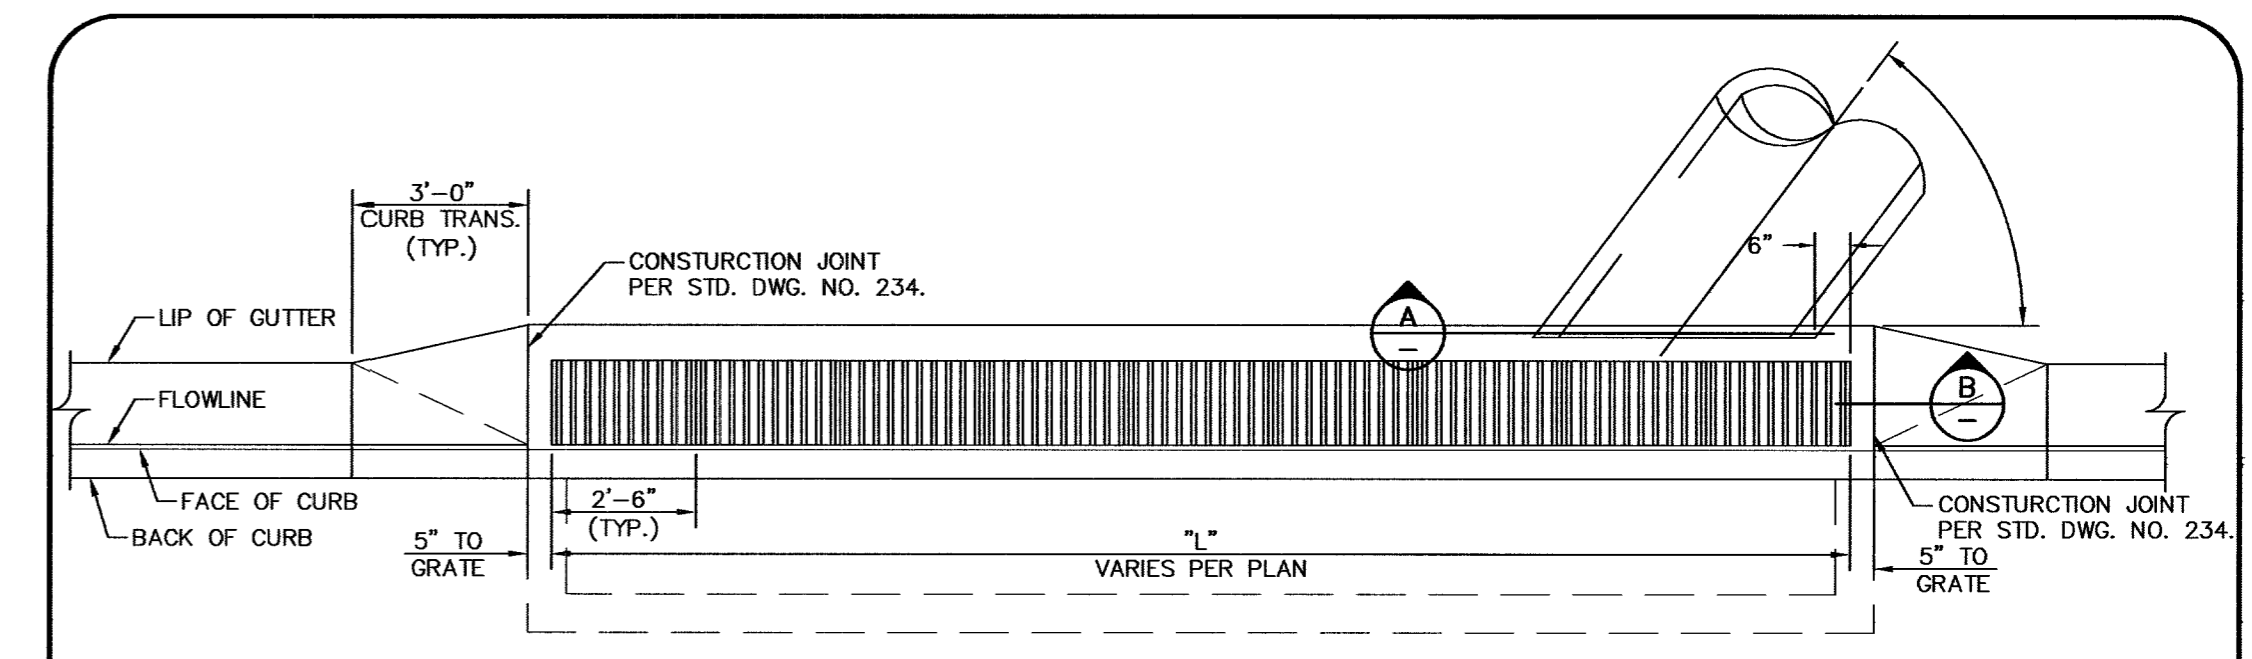 3'-0"
CURB TRANS.
(TYP.)
CONSTURCTION JOINT
PER STD. DWG. NO. 234.
6"
LIP OF GUTTER
A
-
FLOWLINE
B
-
FACE OF CURB
BACK OF CURB
2'-6"
(TYP.)
5" TO
GRATE
"L"
VARIES PER PLAN
CONSTURCTION JOINT
PER STD. DWG. NO. 234.
5" TO
GRATE